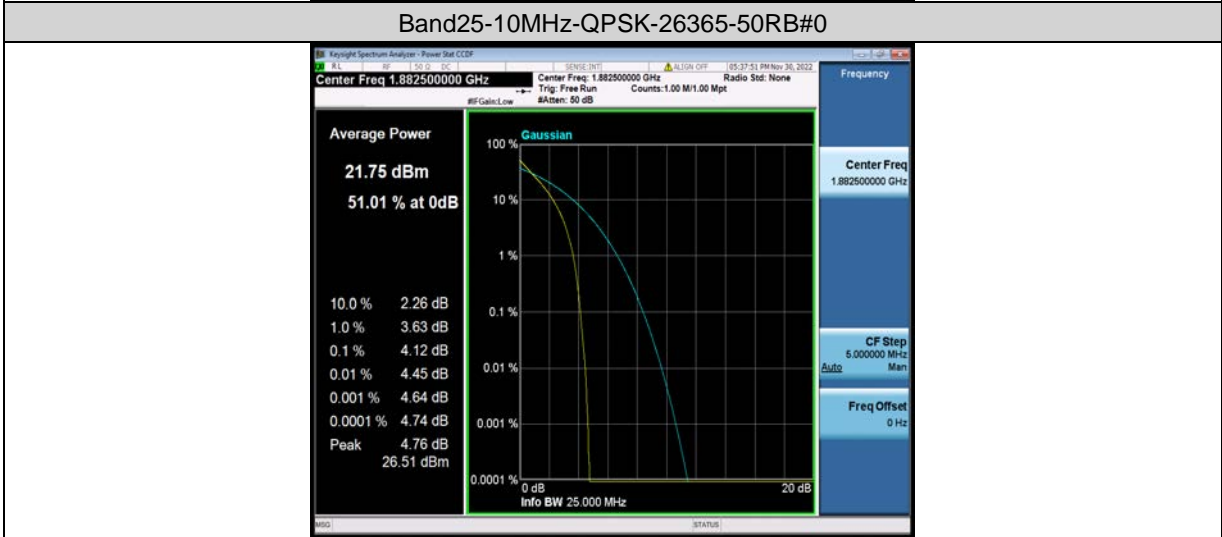 Band25-10MHz-QPSK-26365-50RB#0
Keysight Spectrum Analyzer - Power Stat CCDF
RL RF 50 Ω DC SENSE:INT ALIGN OFF 05:37:51 PM Nov 30, 2022
Center Freq 1.882500000 GHz
Center Freq: 1.882500000 GHz Radio Std: None
Trig: Free Run Counts:1.00 M/1.00 Mpt
#IFGain:Low #Atten: 50 dB
Average Power
21.75 dBm
51.01 % at 0dB
10.0 % 2.26 dB
1.0 % 3.63 dB
0.1 % 4.12 dB
0.01 % 4.45 dB
0.001 % 4.64 dB
0.0001 % 4.74 dB
Peak 4.76 dB
26.51 dBm
Gaussian
100 %
10 %
1 %
0.1 %
0.01 %
0.001 %
0.0001 %
0 dB 20 dB
Info BW 25.000 MHz
Frequency
Center Freq
1.882500000 GHz
CF Step
5.000000 MHz
Auto Man
Freq Offset
0 Hz
MSG STATUS